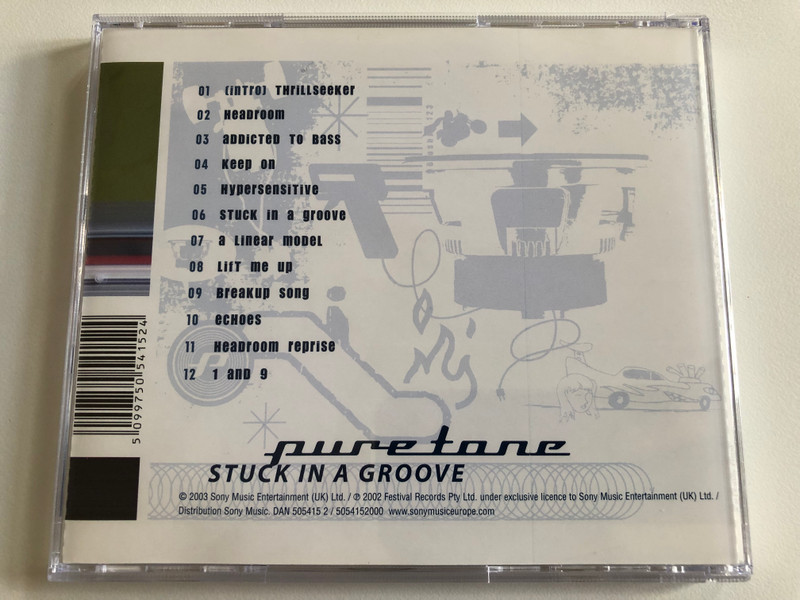 01 (intro) THrillseeker
02 Headroom
03 aDDicTeD To Bass
04 Keep on
05 Hypersensitive
06 STuck in a groove
07 a Linear model
08 LifT me up
09 Breakup song
10 ecHoes
11 Headroom reprise
12 1 anD 9
puretone
STUCK IN A GROOVE
© 2003 Sony Music Entertainment (UK) Ltd. / ℗ 2002 Festival Records Pty Ltd. under exclusive licence to Sony Music Entertainment (UK) Ltd. /
Distribution Sony Music. DAN 505415 2 / 5054152000 www.sonymusiceurope.com
5 099750 541524
123